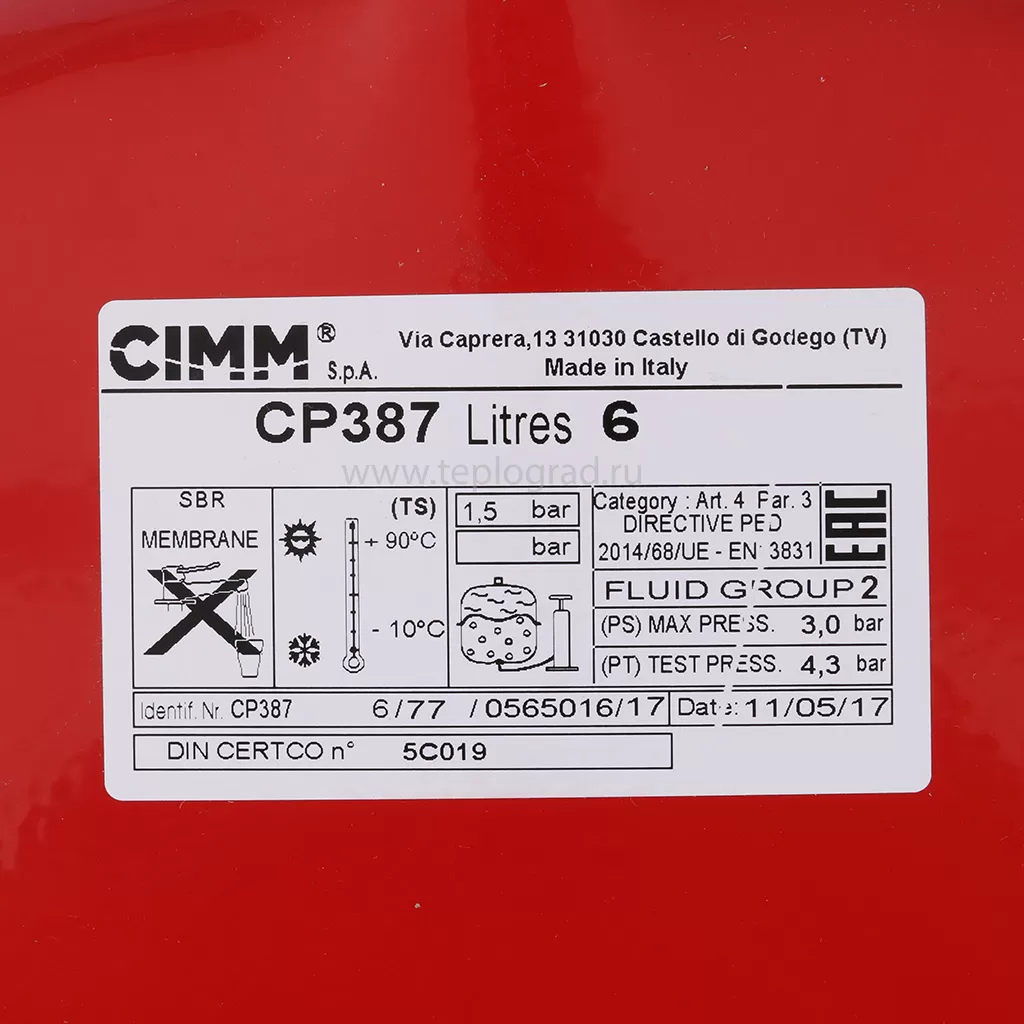 CIMM® S.p.A.
Via Caprera,13 31030 Castello di Godego (TV)
Made in Italy
CP387 Litres 6
www.teplograd.ru
SBR
MEMBRANE
(TS)
+ 90°C
- 10°C
1,5 bar
bar
Category : Art. 4 Par. 3
DIRECTIVE PED
2014/68/UE - EN 13831
EAC
FLUID GROUP 2
(PS) MAX PRESS. 3,0 bar
(PT) TEST PRESS. 4,3 bar
Identif. Nr. CP387 6/77 /0565016/17
Date: 11/05/17
DIN CERTCO n° 5C019